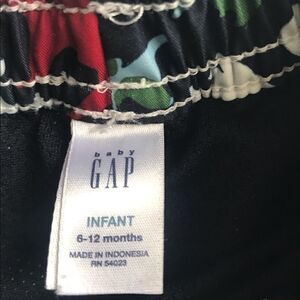 baby
GAP
INFANT
6-12 months
MADE IN INDONESIA
RN 54023